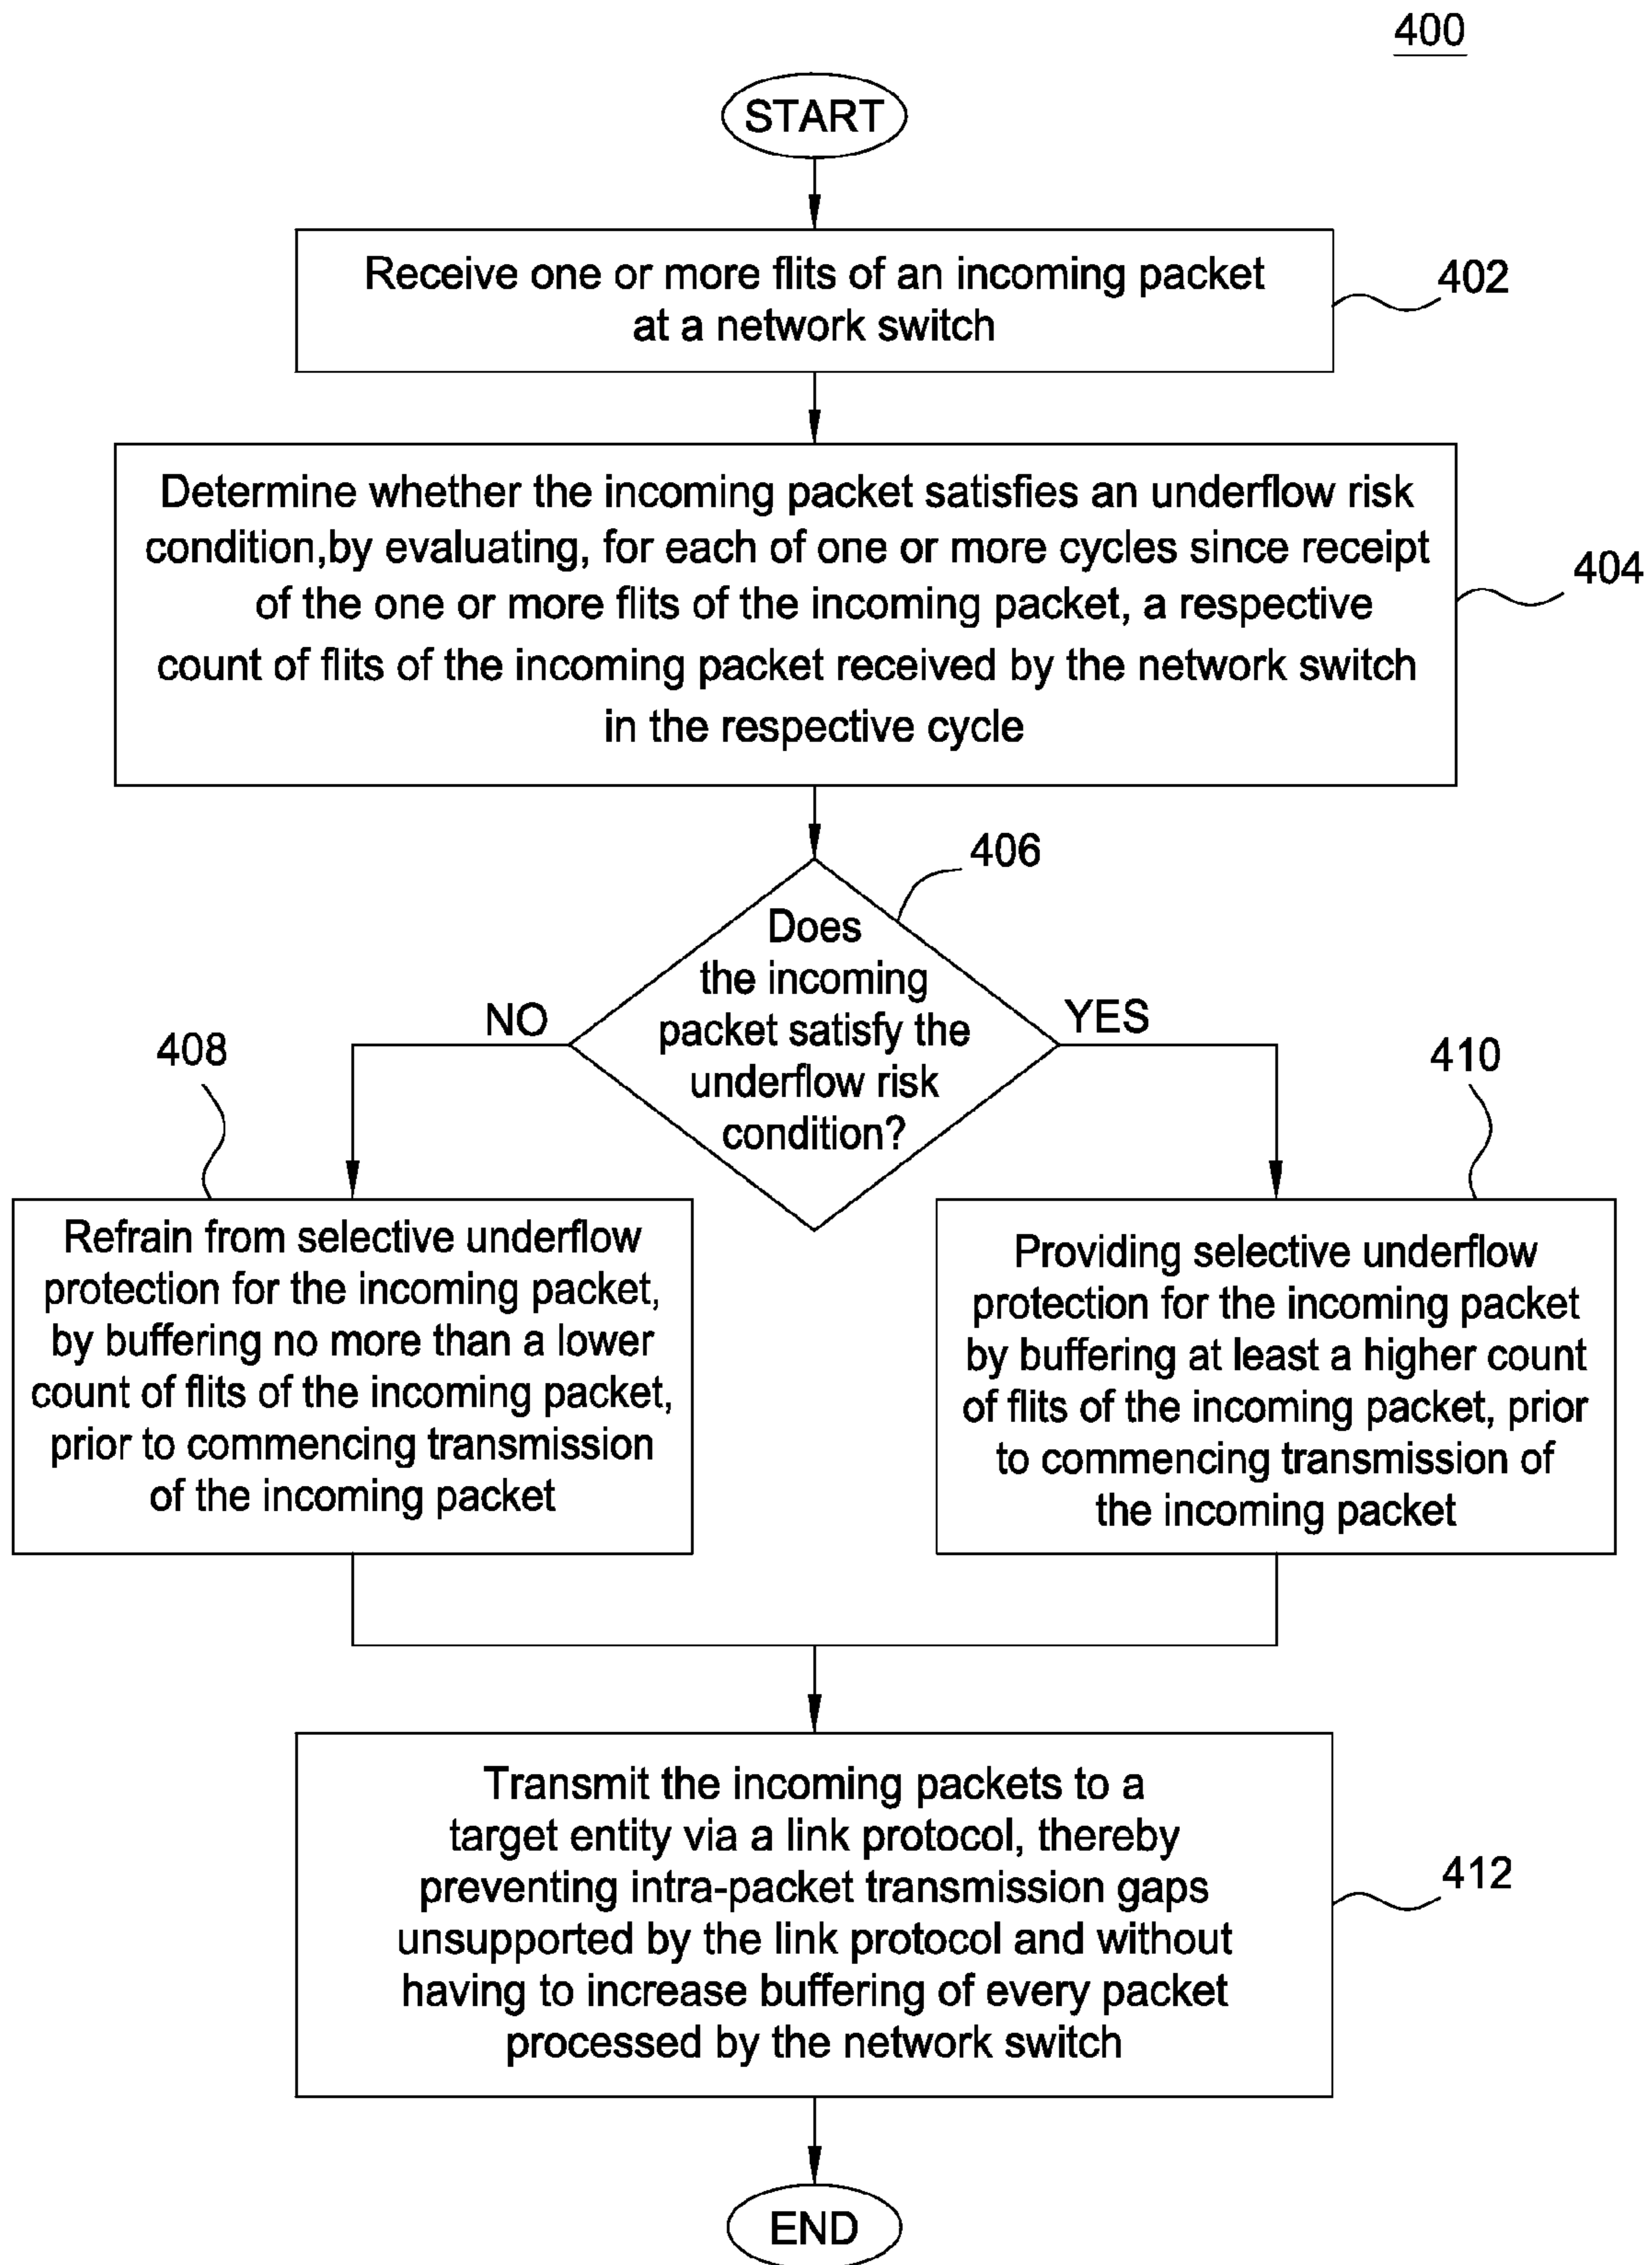 400
START
Receive one or more flits of an incoming packet
at a network switch
402
Determine whether the incoming packet satisfies an underflow risk
condition,by evaluating, for each of one or more cycles since receipt
of the one or more flits of the incoming packet, a respective
count of flits of the incoming packet received by the network switch
in the respective cycle
404
406
Does
the incoming
packet satisfy the
underflow risk
condition?
NO
YES
408
Refrain from selective underflow
protection for the incoming packet,
by buffering no more than a lower
count of flits of the incoming packet,
prior to commencing transmission
of the incoming packet
410
Providing selective underflow
protection for the incoming packet
by buffering at least a higher count
of flits of the incoming packet, prior
to commencing transmission of
the incoming packet
Transmit the incoming packets to a
target entity via a link protocol, thereby
preventing intra-packet transmission gaps
unsupported by the link protocol and without
having to increase buffering of every packet
processed by the network switch
412
END